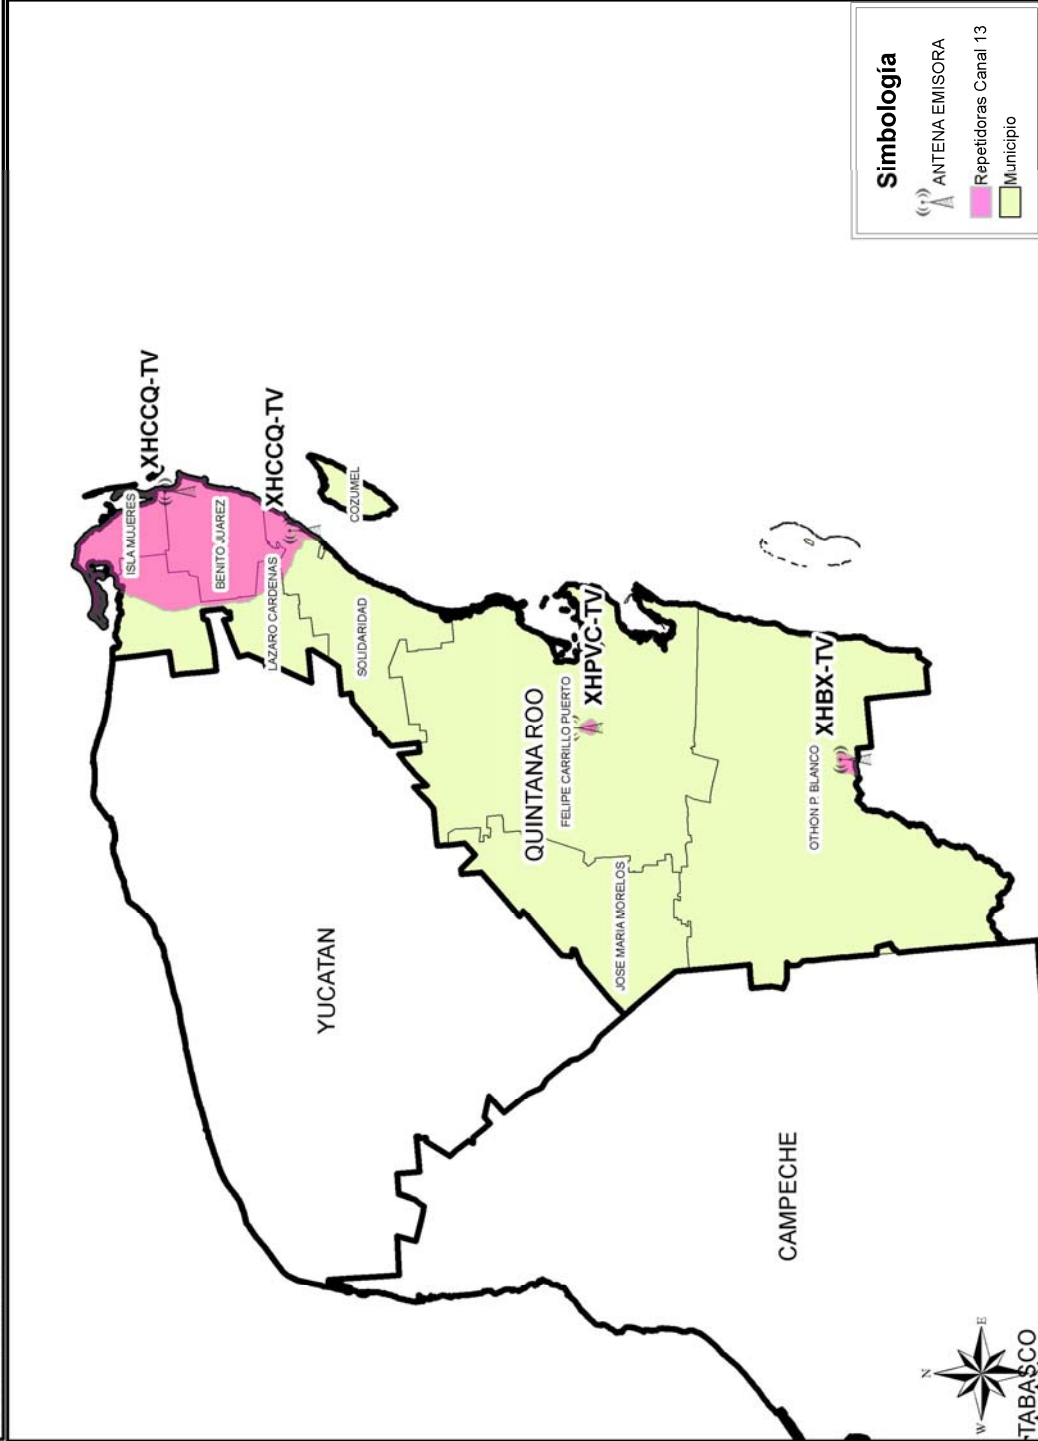 XHCCQ-TV
ISLA MUJERES
XHCCQ-TV
BENITO JUAREZ
LAZARO CARDENAS
COZUMEL
SOLIDARIDAD
YUCATAN
QUINTANA ROO
FELIPE CARRILLO PUERTO
XHPVC-TV
JOSE MARIA MORELOS
OTHON P. BLANCO
XHBX-TV
CAMPECHE
TABASCO
N
W
E
Simbología
ANTENA EMISORA
Repetidoras Canal 13
Municipio